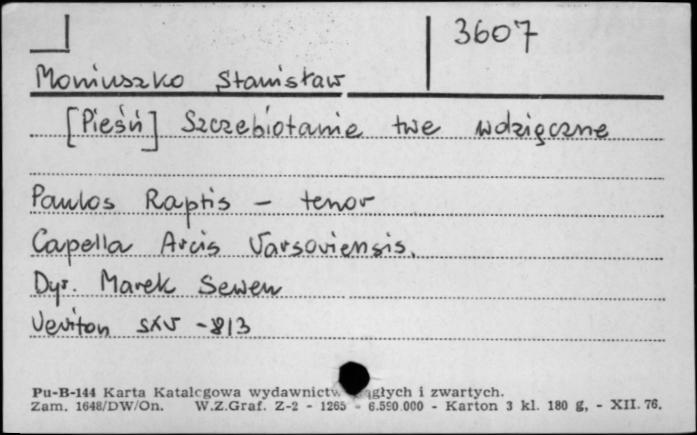 3607
Moniuszko Stanisław
[Pieśń] Szczebiotanie twe wdzięczne
Paulos Raptis – tenor
Capella Arcis Varsoviensis.
Dyr. Marek Sewen
Veriton SXV -813
Pu-B-144 Karta Katalogowa wydawnictw ciągłych i zwartych.
Zam. 1648/DW/On. W.Z.Graf. Z-2 - 1265 - 6.590.000 - Karton 3 kl. 180 g, - XII. 76.